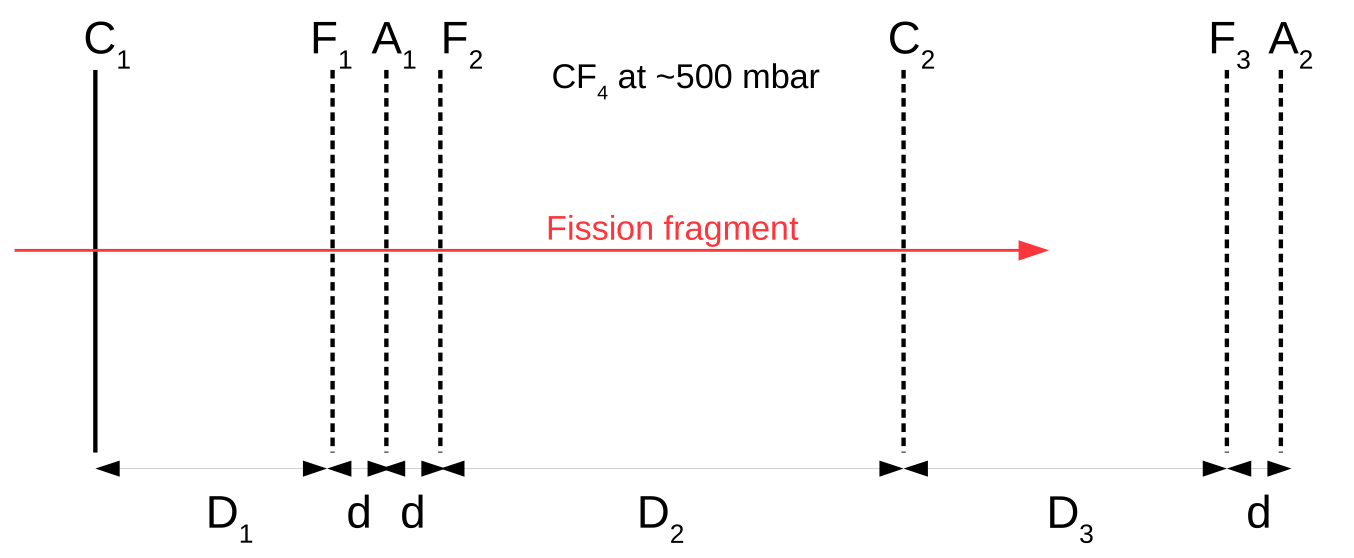 C₁ F₁ A₁ F₂ C₂ F₃ A₂
CF₄ at ~500 mbar
Fission fragment
D₁ d d D₂ D₃ d